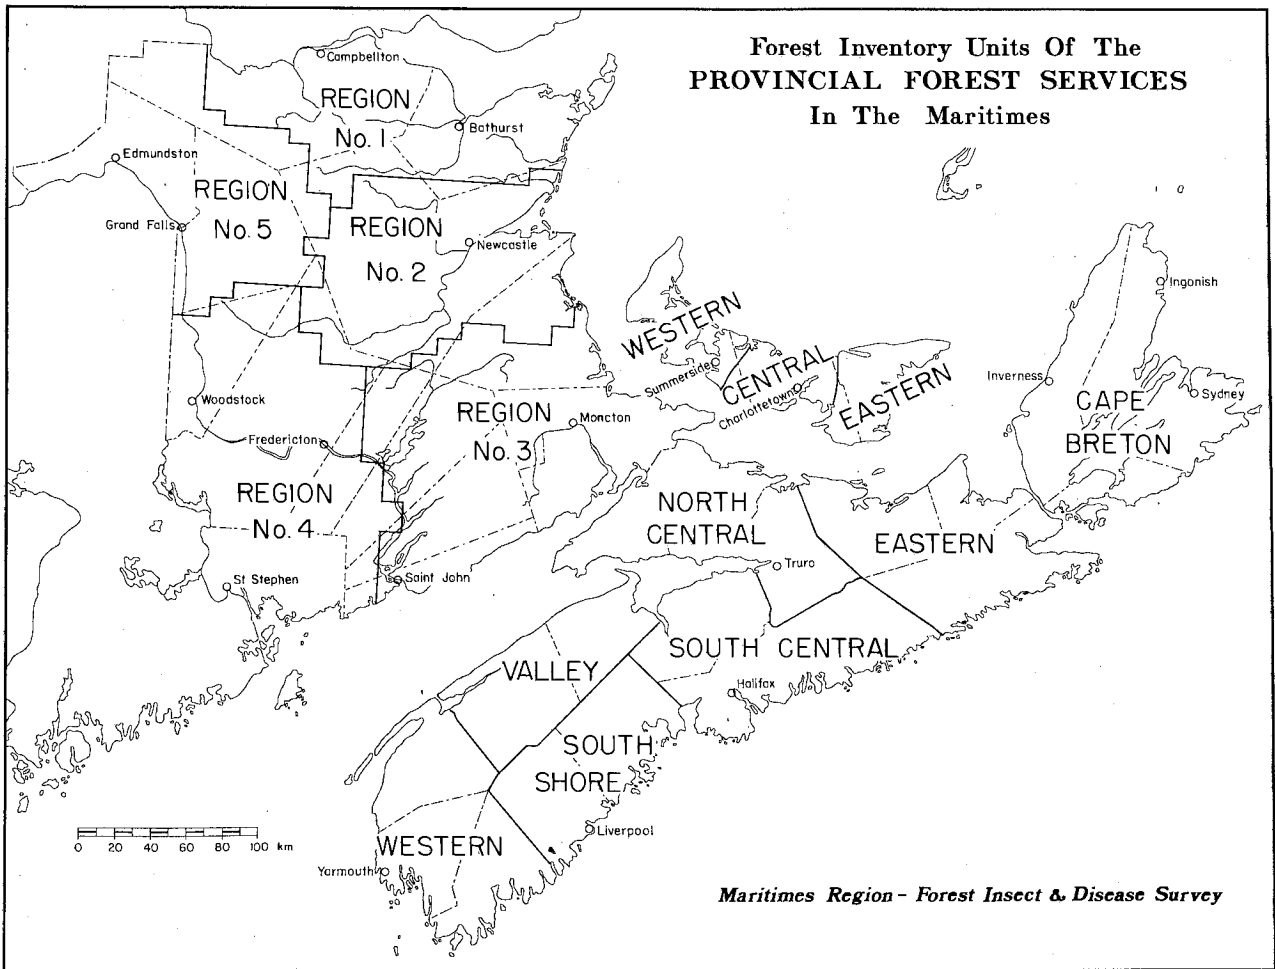 Forest Inventory Units Of The
PROVINCIAL FOREST SERVICES
In The Maritimes
Campbellton
REGION
No. 1
Bathurst
Edmundston
REGION
No. 5
Grand Falls
REGION
No. 2
Newcastle
WESTERN
Summerside
CENTRAL
Charlottetown
EASTERN
Ingonish
Inverness
CAPE
BRETON
Sydney
Woodstock
Fredericton
REGION
No. 3
Moncton
REGION
No. 4
St Stephen
Saint John
NORTH
CENTRAL
Truro
EASTERN
SOUTH CENTRAL
Halifax
VALLEY
SOUTH
SHORE
Liverpool
WESTERN
Yarmouth
0 20 40 60 80 100 km
Maritimes Region - Forest Insect & Disease Survey